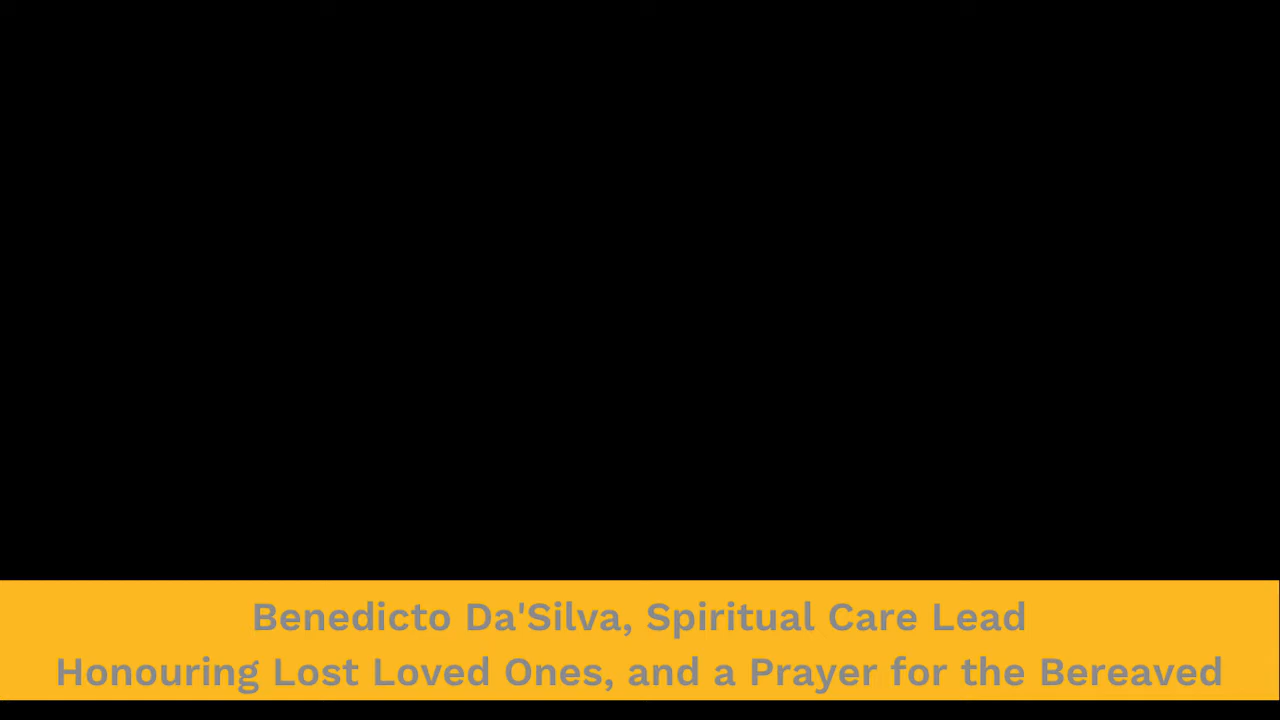 Benedicto Da'Silva, Spiritual Care Lead
Honouring Lost Loved Ones, and a Prayer for the Bereaved